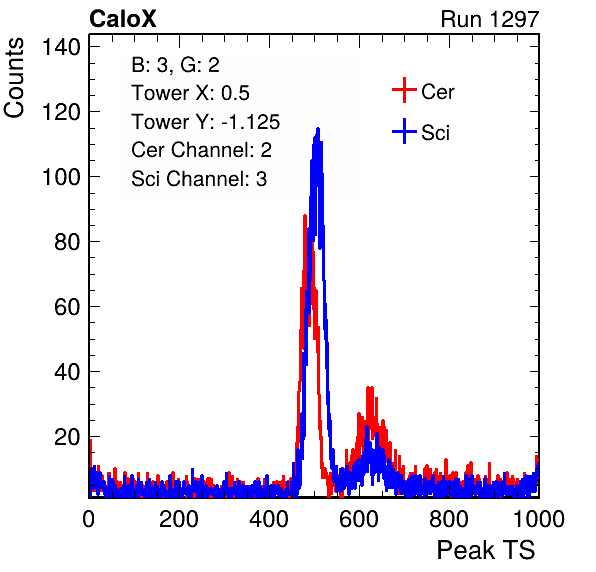 CaloX
Run 1297
Counts
140
120
100
80
60
40
20
B: 3, G: 2
Tower X: 0.5
Tower Y: -1.125
Cer Channel: 2
Sci Channel: 3
Cer
Sci
0 200 400 600 800 1000
Peak TS